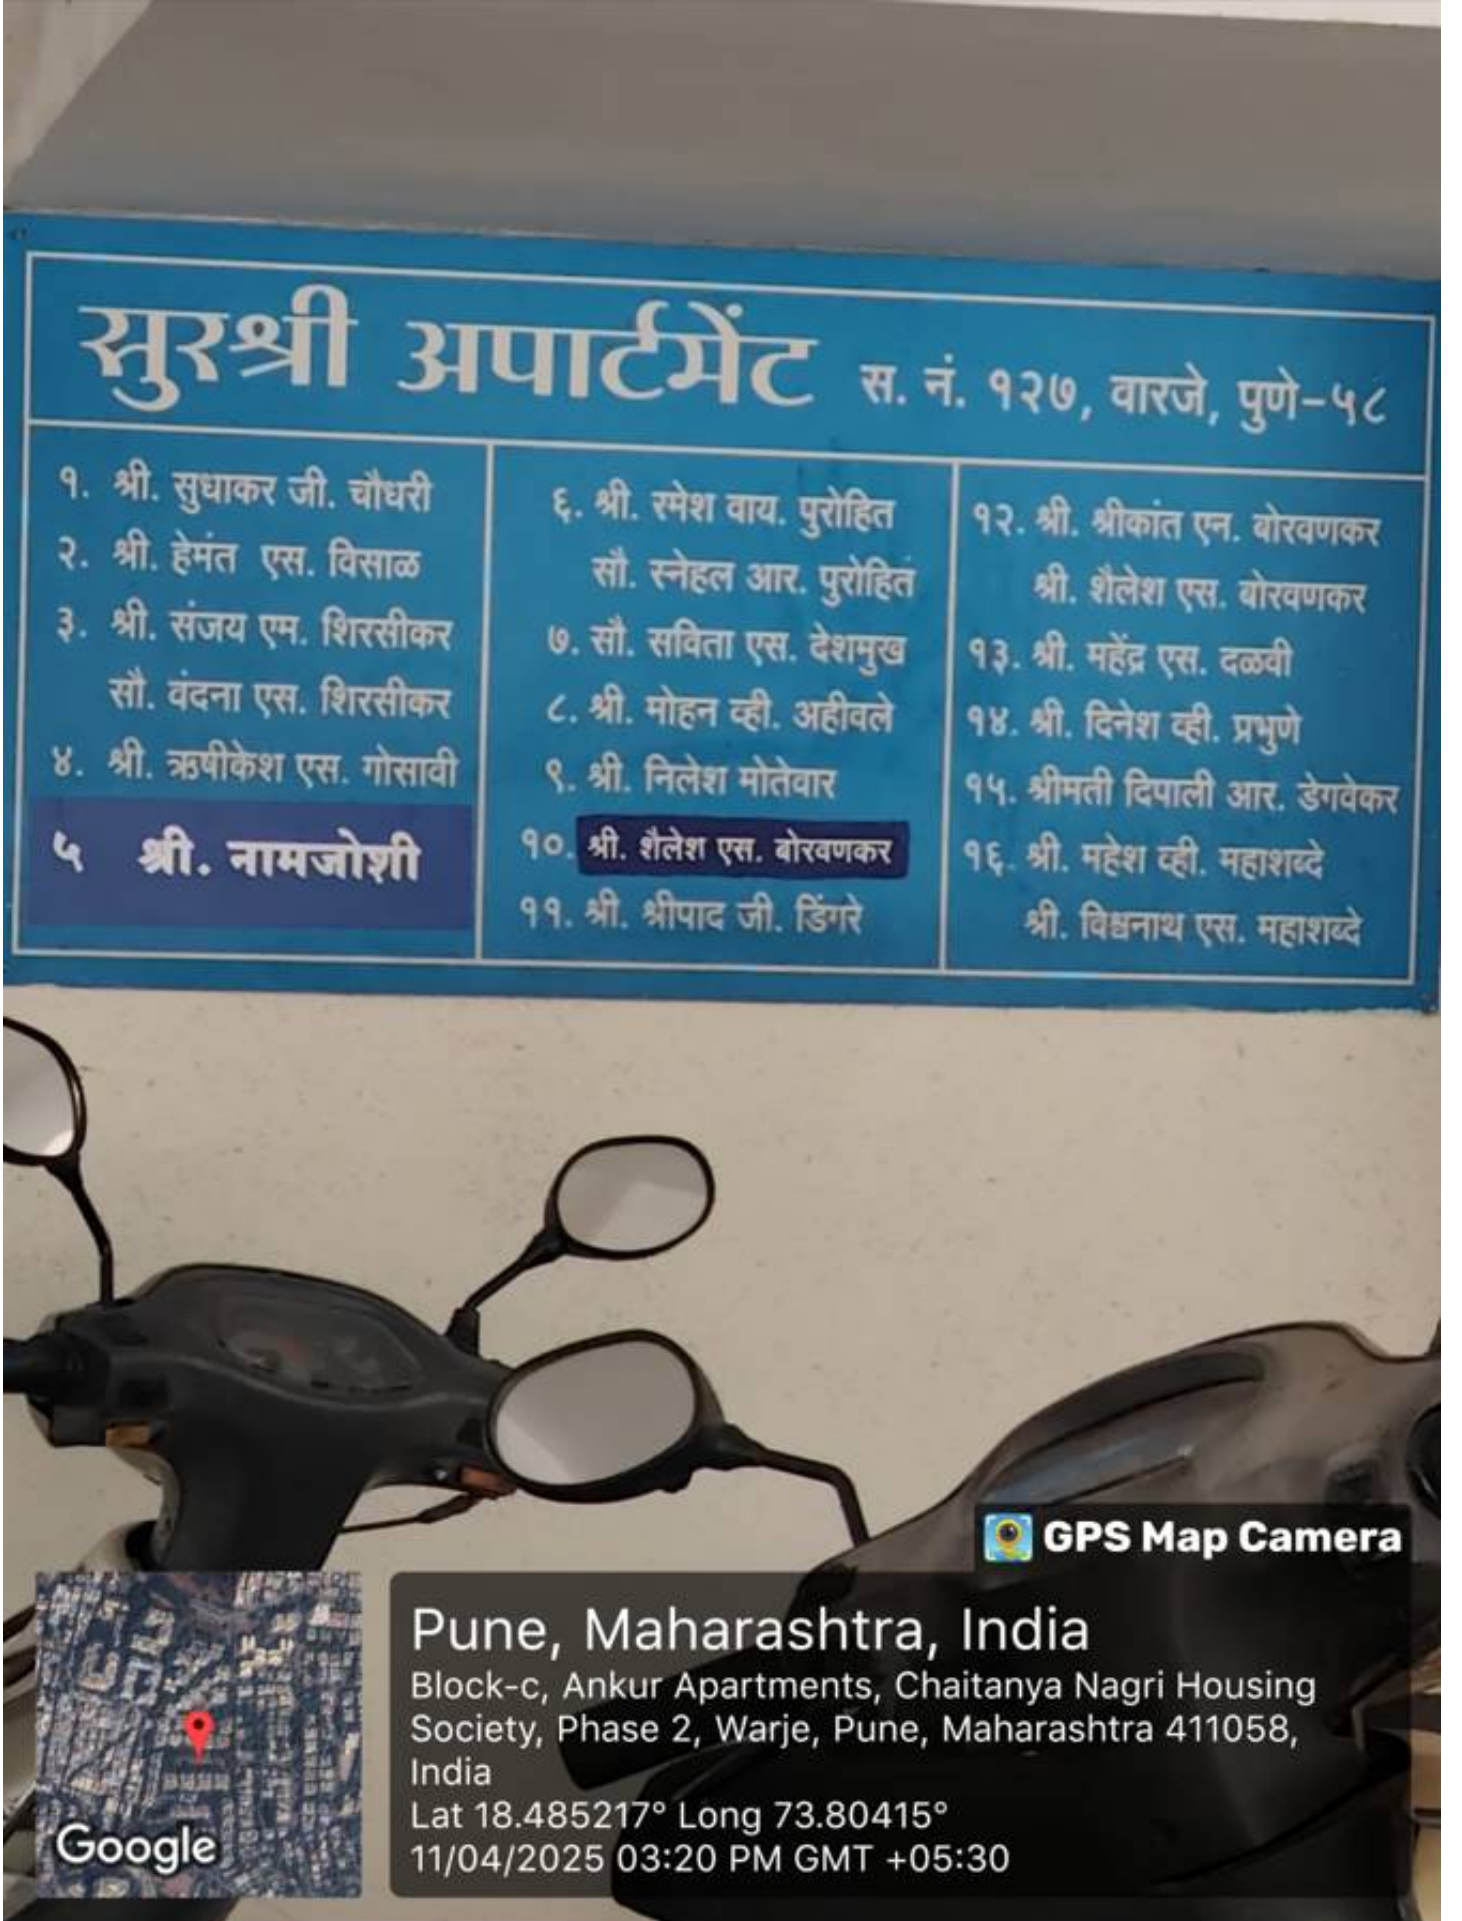 सुरश्री अपार्टमेंट स. नं. १२७, वारजे, पुणे-५८
१. श्री. सुधाकर जी. चौधरी
२. श्री. हेमंत एस. विसाळ
३. श्री. संजय एम. शिरसीकर
सौ. वंदना एस. शिरसीकर
४. श्री. ऋषीकेश एस. गोसावी
५ श्री. नामजोशी
६. श्री. रमेश वाय. पुरोहित
सौ. स्नेहल आर. पुरोहित
७. सौ. सविता एस. देशमुख
८. श्री. मोहन व्ही. अहीवले
९. श्री. निलेश मोतेवार
१०. श्री. शैलेश एस. बोरवणकर
११. श्री. श्रीपाद जी. डिंगरे
१२. श्री. श्रीकांत एन. बोरवणकर
श्री. शैलेश एस. बोरवणकर
१३. श्री. महेंद्र एस. दळवी
१४. श्री. दिनेश व्ही. प्रभुणे
१५. श्रीमती दिपाली आर. डेगवेकर
१६. श्री. महेश व्ही. महाशब्दे
श्री. विश्वनाथ एस. महाशब्दे
GPS Map Camera
Pune, Maharashtra, India
Block-c, Ankur Apartments, Chaitanya Nagri Housing
Society, Phase 2, Warje, Pune, Maharashtra 411058,
India
Lat 18.485217° Long 73.80415°
11/04/2025 03:20 PM GMT +05:30
Google